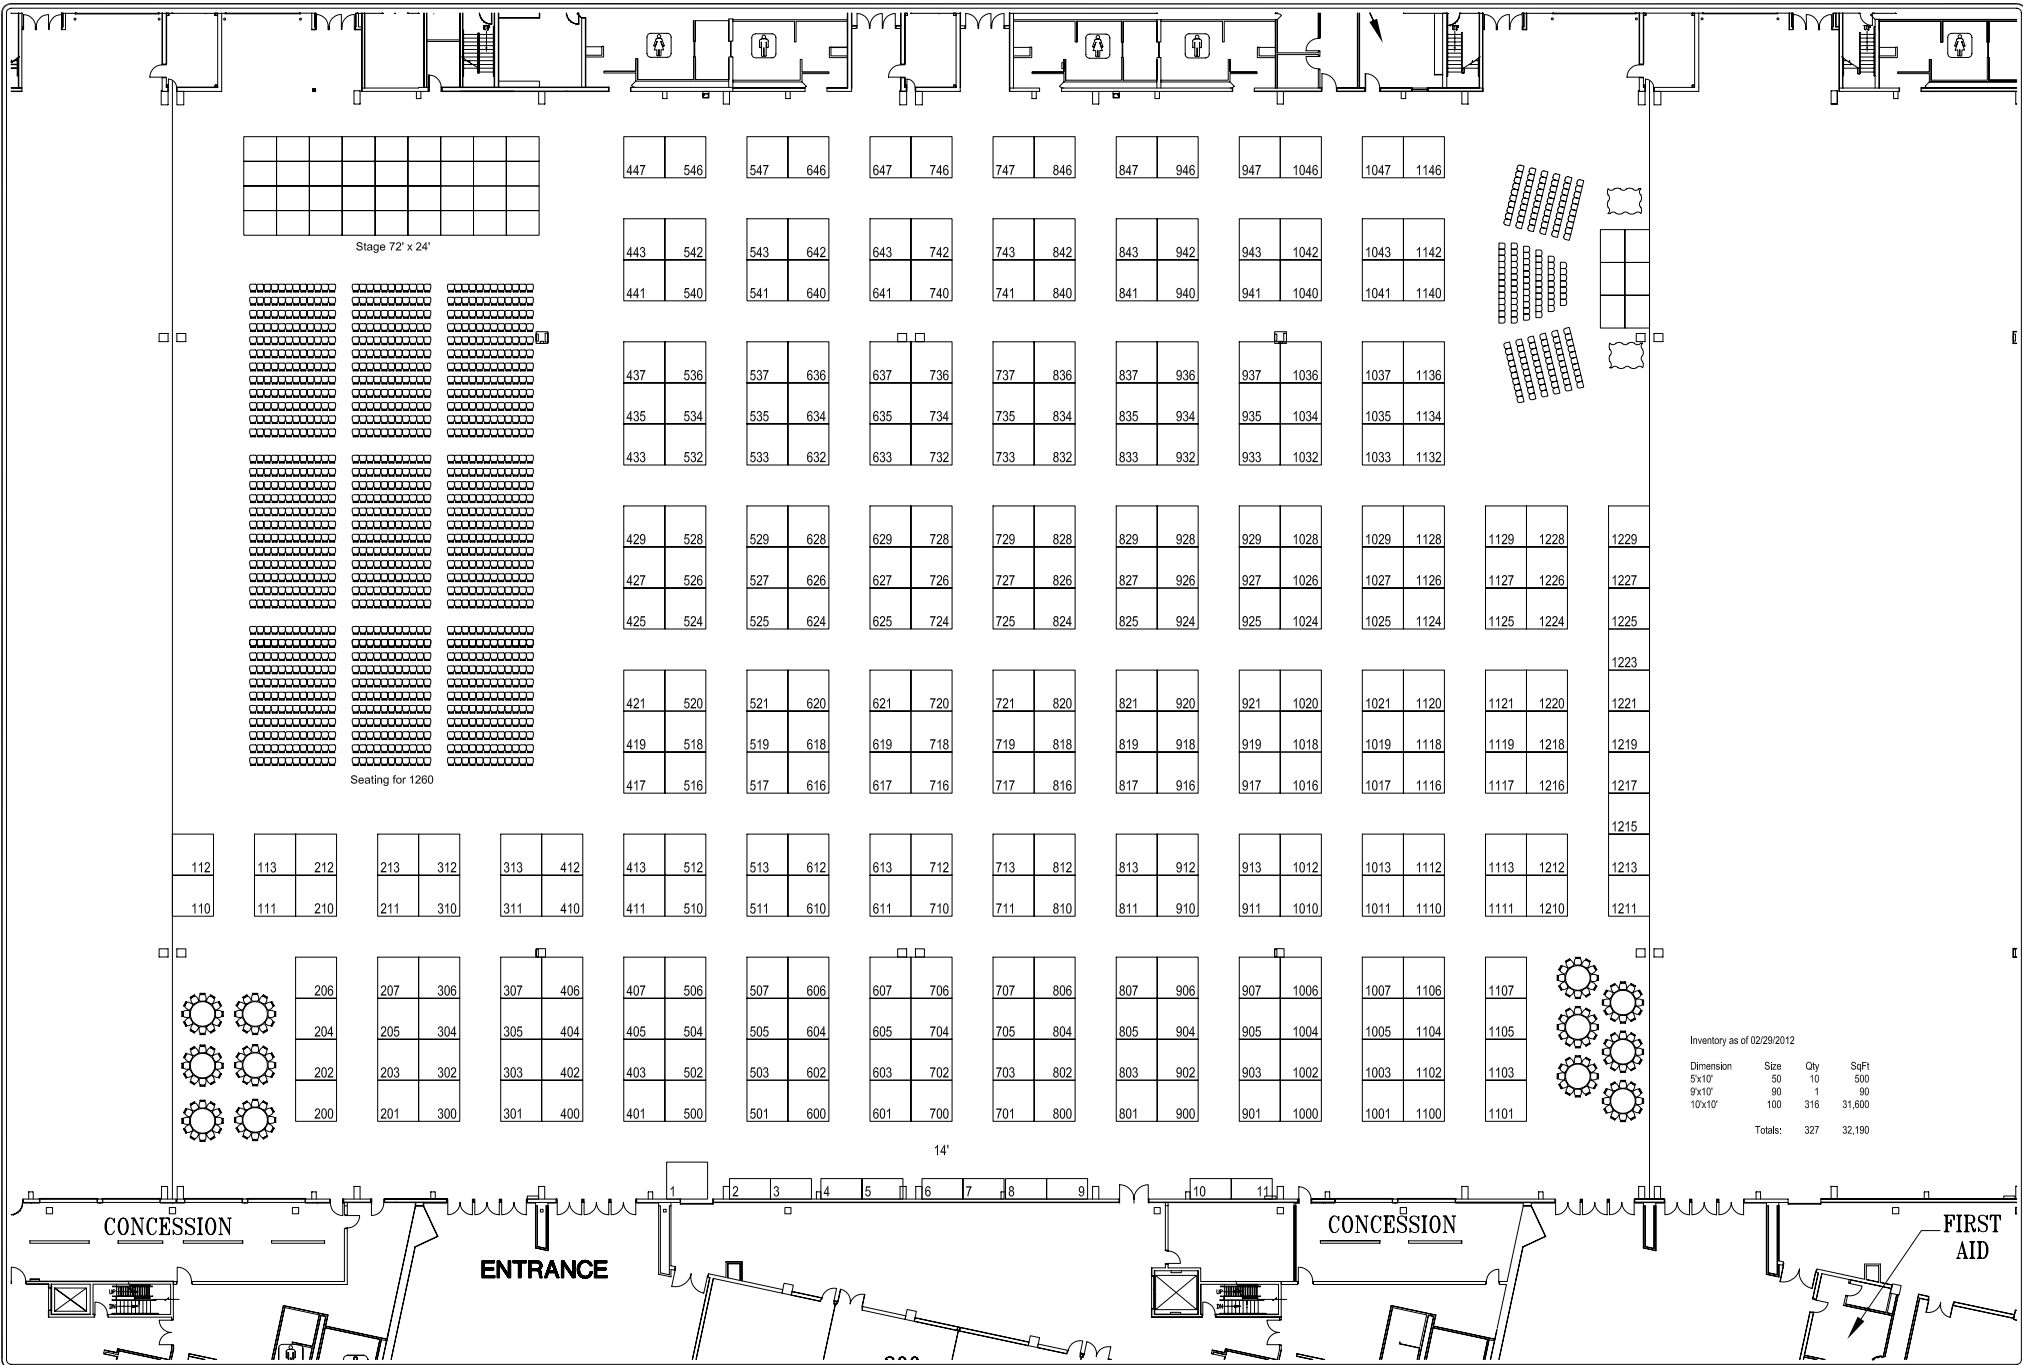 447 546 547 646 647 746 747 846 847 946 947 1046 1047 1146
Stage 72' x 24'
443 542 543 642 643 742 743 842 843 942 943 1042 1043 1142
441 540 541 640 641 740 741 840 841 940 941 1040 1041 1140
437 536 537 636 637 736 737 836 837 936 937 1036 1037 1136
435 534 535 634 635 734 735 834 835 934 935 1034 1035 1134
433 532 533 632 633 732 733 832 833 932 933 1032 1033 1132
429 528 529 628 629 728 729 828 829 928 929 1028 1029 1128 1129 1228 1229
427 526 527 626 627 726 727 826 827 926 927 1026 1027 1126 1127 1226 1227
425 524 525 624 625 724 725 824 825 924 925 1024 1025 1124 1125 1224 1225
1223
421 520 521 620 621 720 721 820 821 920 921 1020 1021 1120 1121 1220 1221
419 518 519 618 619 718 719 818 819 918 919 1018 1019 1118 1119 1218 1219
417 516 517 616 617 716 717 816 817 916 917 1016 1017 1116 1117 1216 1217
Seating for 1260
1215
112 113 212 213 312 313 412 413 512 513 612 613 712 713 812 813 912 913 1012 1013 1112 1113 1212 1213
110 111 210 211 310 311 410 411 510 511 610 611 710 711 810 811 910 911 1010 1011 1110 1111 1210 1211
206 207 306 307 406 407 506 507 606 607 706 707 806 807 906 907 1006 1007 1106 1107
204 205 304 305 404 405 504 505 604 605 704 705 804 805 904 905 1004 1005 1104 1105
202 203 302 303 402 403 502 503 602 603 702 703 802 803 902 903 1002 1003 1102 1103
200 201 300 301 400 401 500 501 600 601 700 701 800 801 900 901 1000 1001 1100 1101
Inventory as of 02/29/2012
Dimension Size Qty SqFt
5'x10' 50 10 500
9'x10' 90 1 90
10'x10' 100 316 31,600
Totals: 327 32,190
14'
1 2 3 4 5 6 7 8 9 10 11
CONCESSION
CONCESSION
FIRST
AID
ENTRANCE
UP
DN
UP
DN